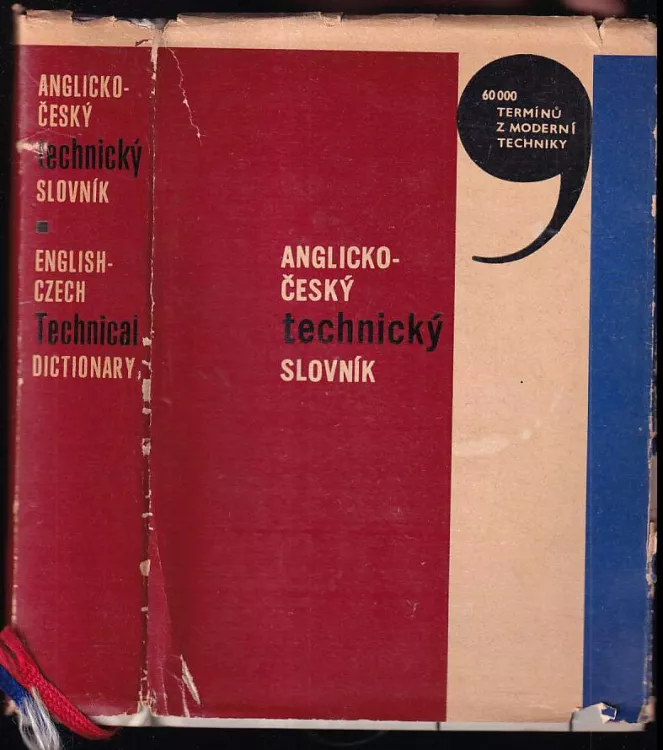 ANGLICKO-
ČESKÝ
technický
SLOVNÍK
ENGLISH-
CZECH
Technical
DICTIONARY
60 000
TERMÍNŮ
Z MODERNÍ
TECHNIKY
ANGLICKO-
ČESKÝ
technický
SLOVNÍK